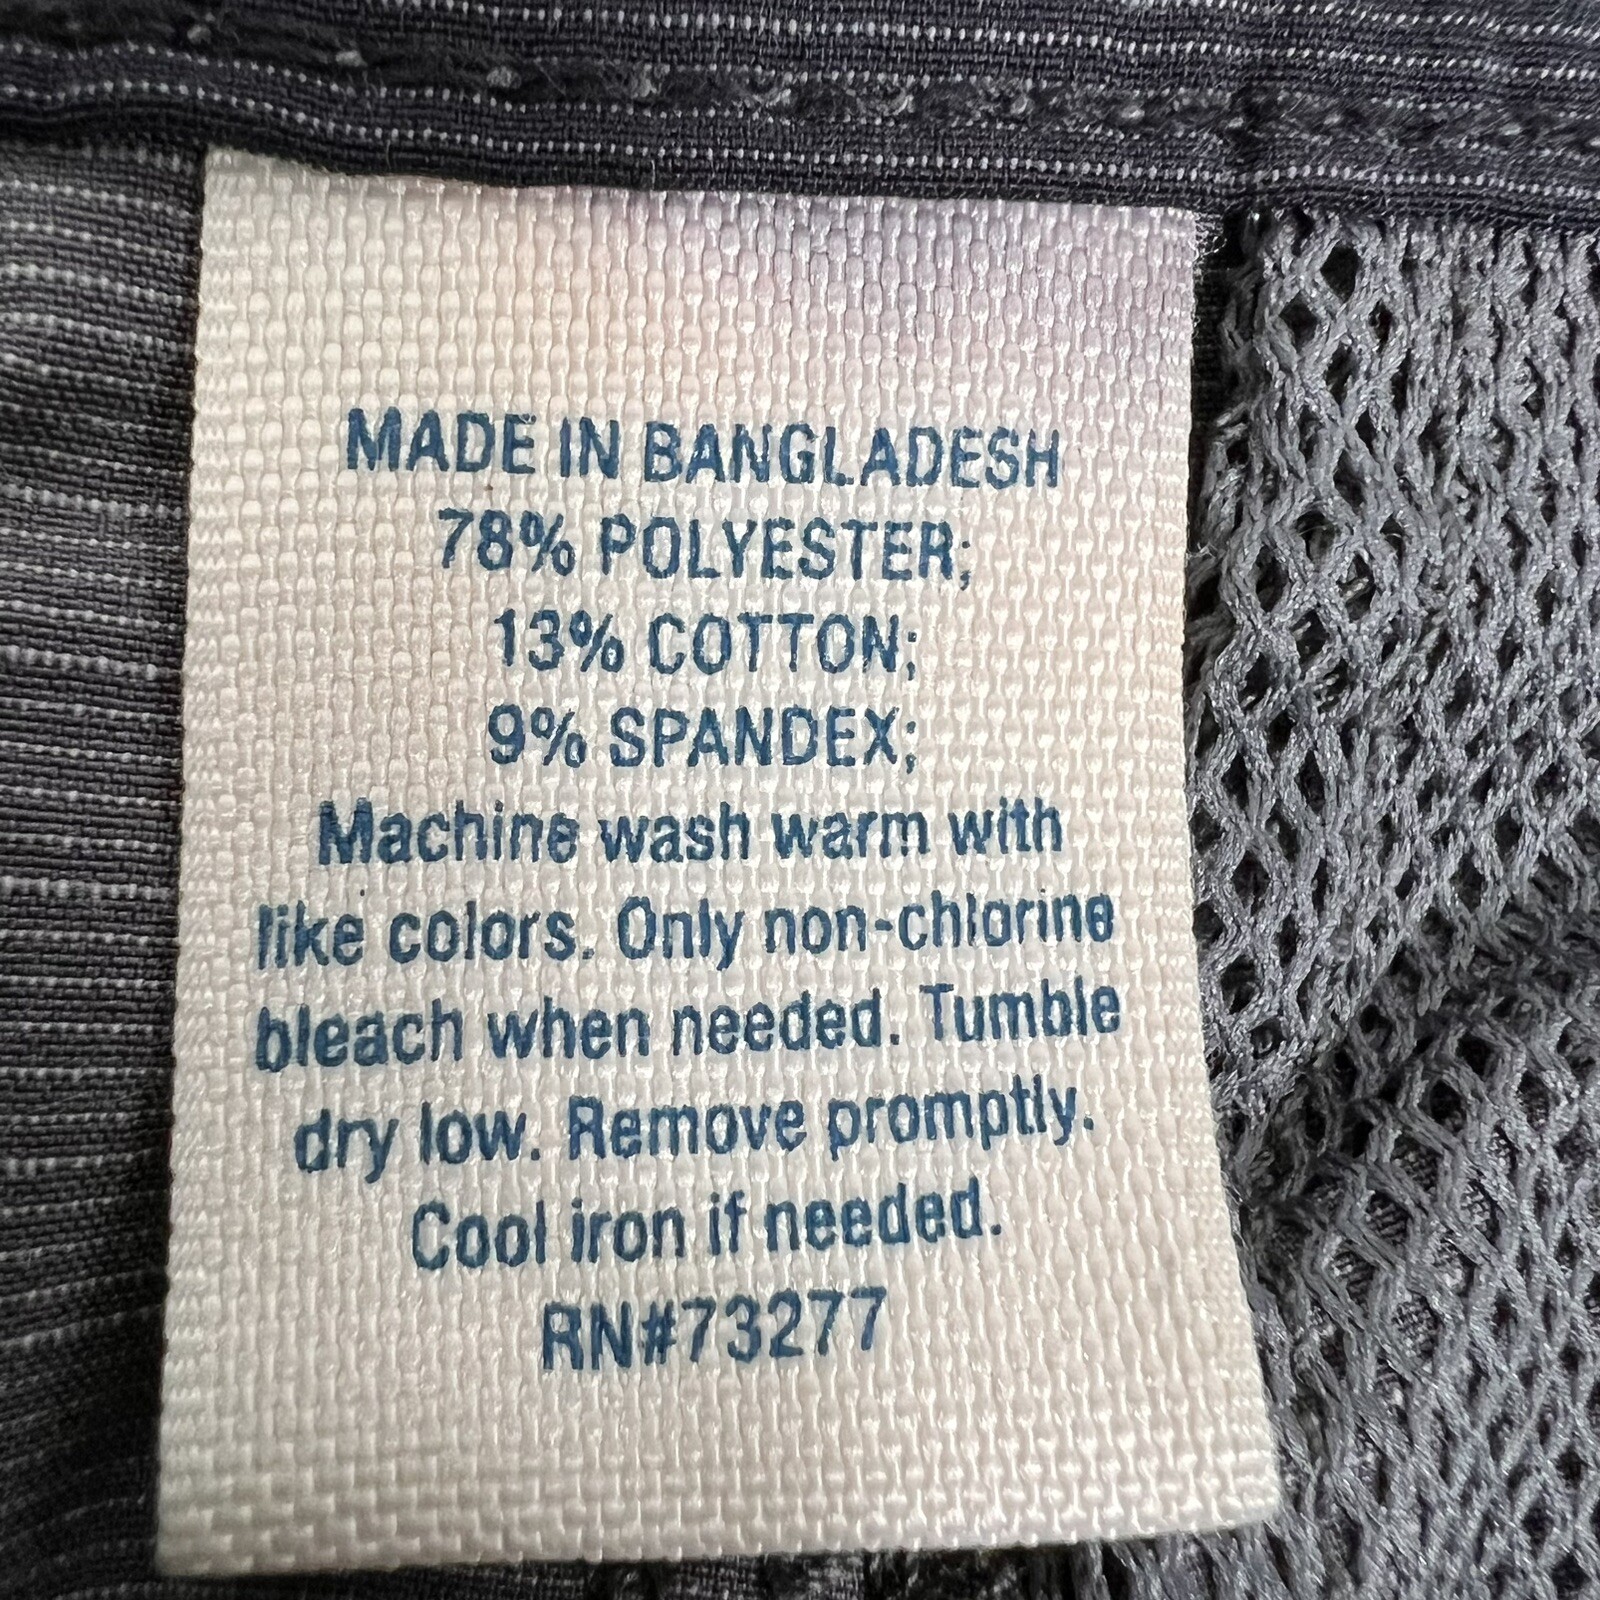 MADE IN BANGLADESH
78% POLYESTER;
13% COTTON;
9% SPANDEX;
Machine wash warm with
like colors. Only non-chlorine
bleach when needed. Tumble
dry low. Remove promptly.
Cool iron if needed.
RN#73277